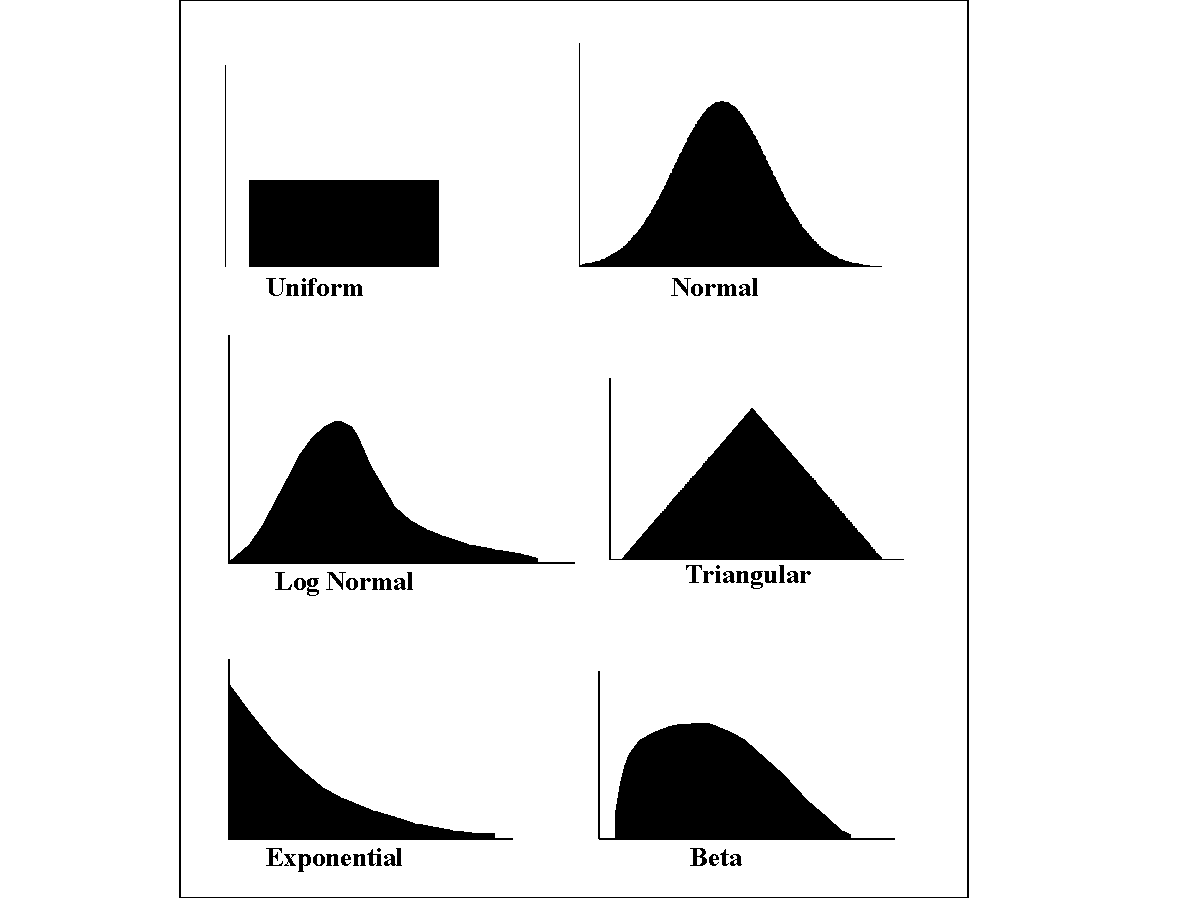 Uniform
Normal
Log Normal
Triangular
Exponential
Beta